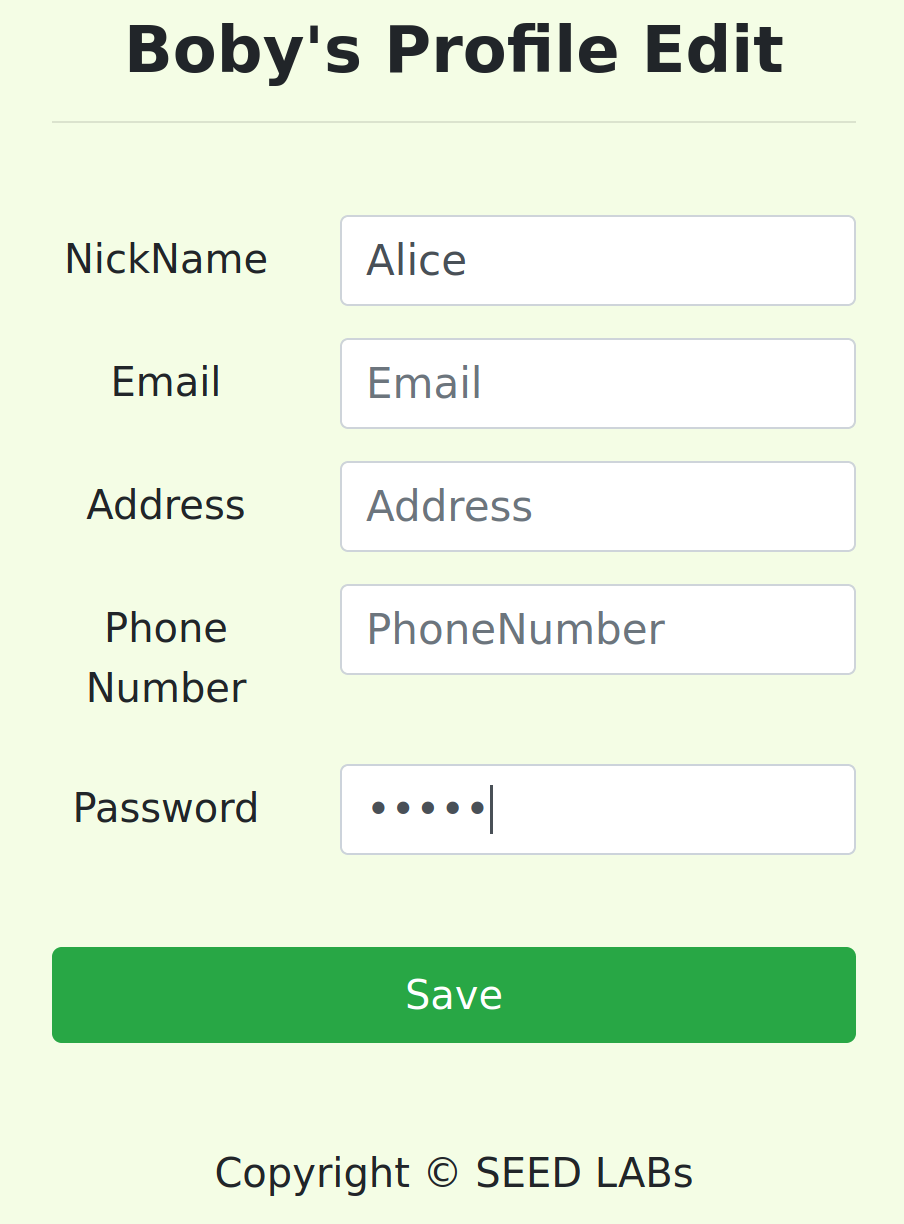 Boby's Profile Edit
NickName
Alice
Email
Email
Address
Address
Phone
Number
PhoneNumber
Password
•••••
Save
Copyright © SEED LABs